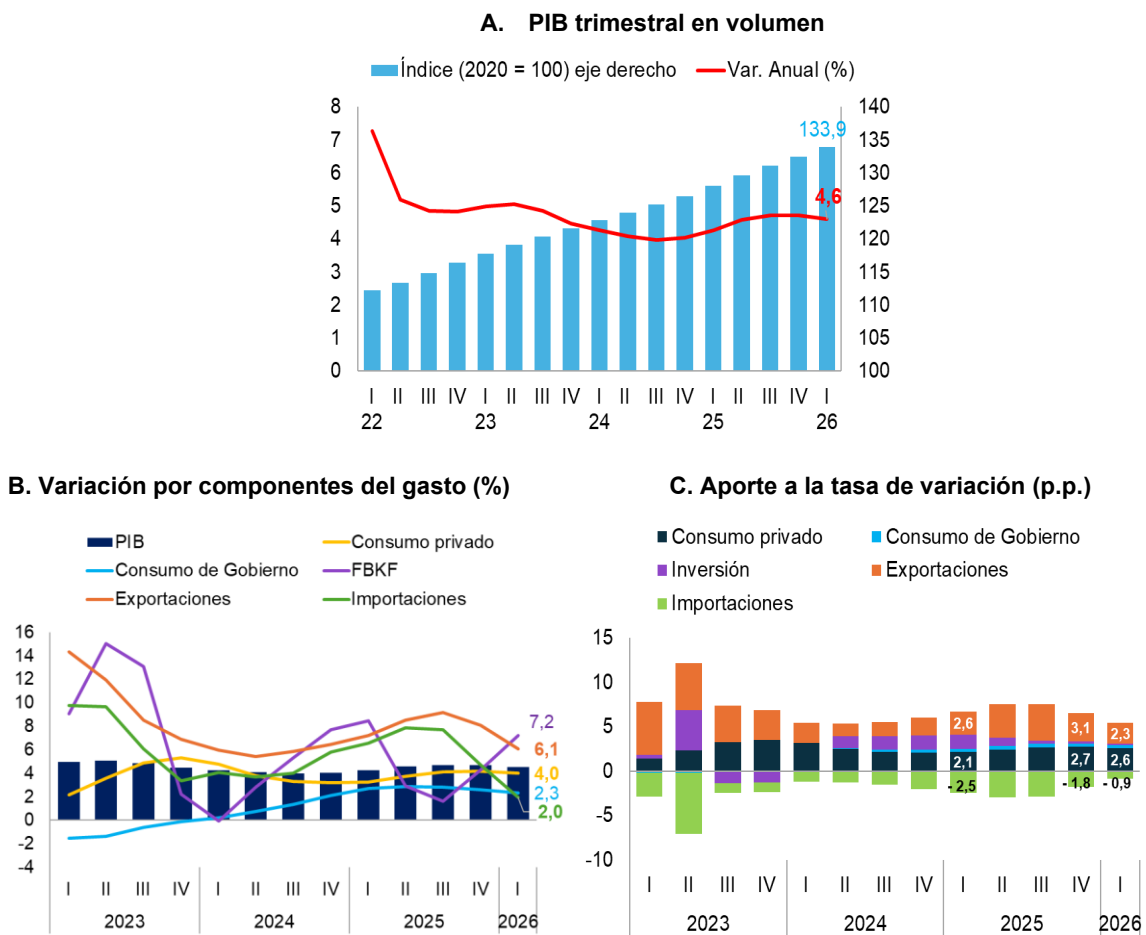 A. PIB trimestral en volumen
Índice (2020 = 100) eje derecho Var. Anual (%)
8 140
7 133,9 135
6 130
5 4,6 125
4 120
3 115
2 110
1 105
0 100
I II III IV I II III IV I II III IV I II III IV I
22 23 24 25 26
B. Variación por componentes del gasto (%)
PIB Consumo privado
Consumo de Gobierno FBKF
Exportaciones Importaciones
16
14
12
10
8 7,2
6 6,1
4 4,0
2 2,3
0 2,0
-2
-4
I II III IV I II III IV I II III IV I
2023 2024 2025 2026
C. Aporte a la tasa de variación (p.p.)
Consumo privado Consumo de Gobierno
Inversión Exportaciones
Importaciones
15
10
5 2,6 3,1 2,3
2,1 2,7 2,6
0
- 2,5 - 1,8 - 0,9
-5
-10
I II III IV I II III IV I II III IV I
2023 2024 2025 2026